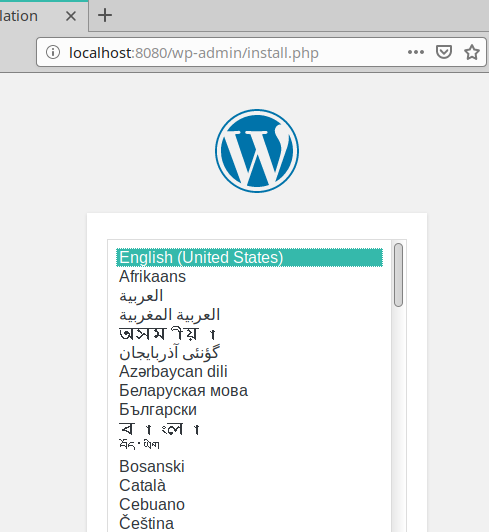 lation
localhost:8080/wp-admin/install.php
English (United States)
Afrikaans
العربية
العربية المغربية
অসমীয়া
گؤنئی آذربایجان
Azərbaycan dili
Беларуская мова
Български
বাংলা
བོད་ཡིག
Bosanski
Català
Cebuano
Čeština